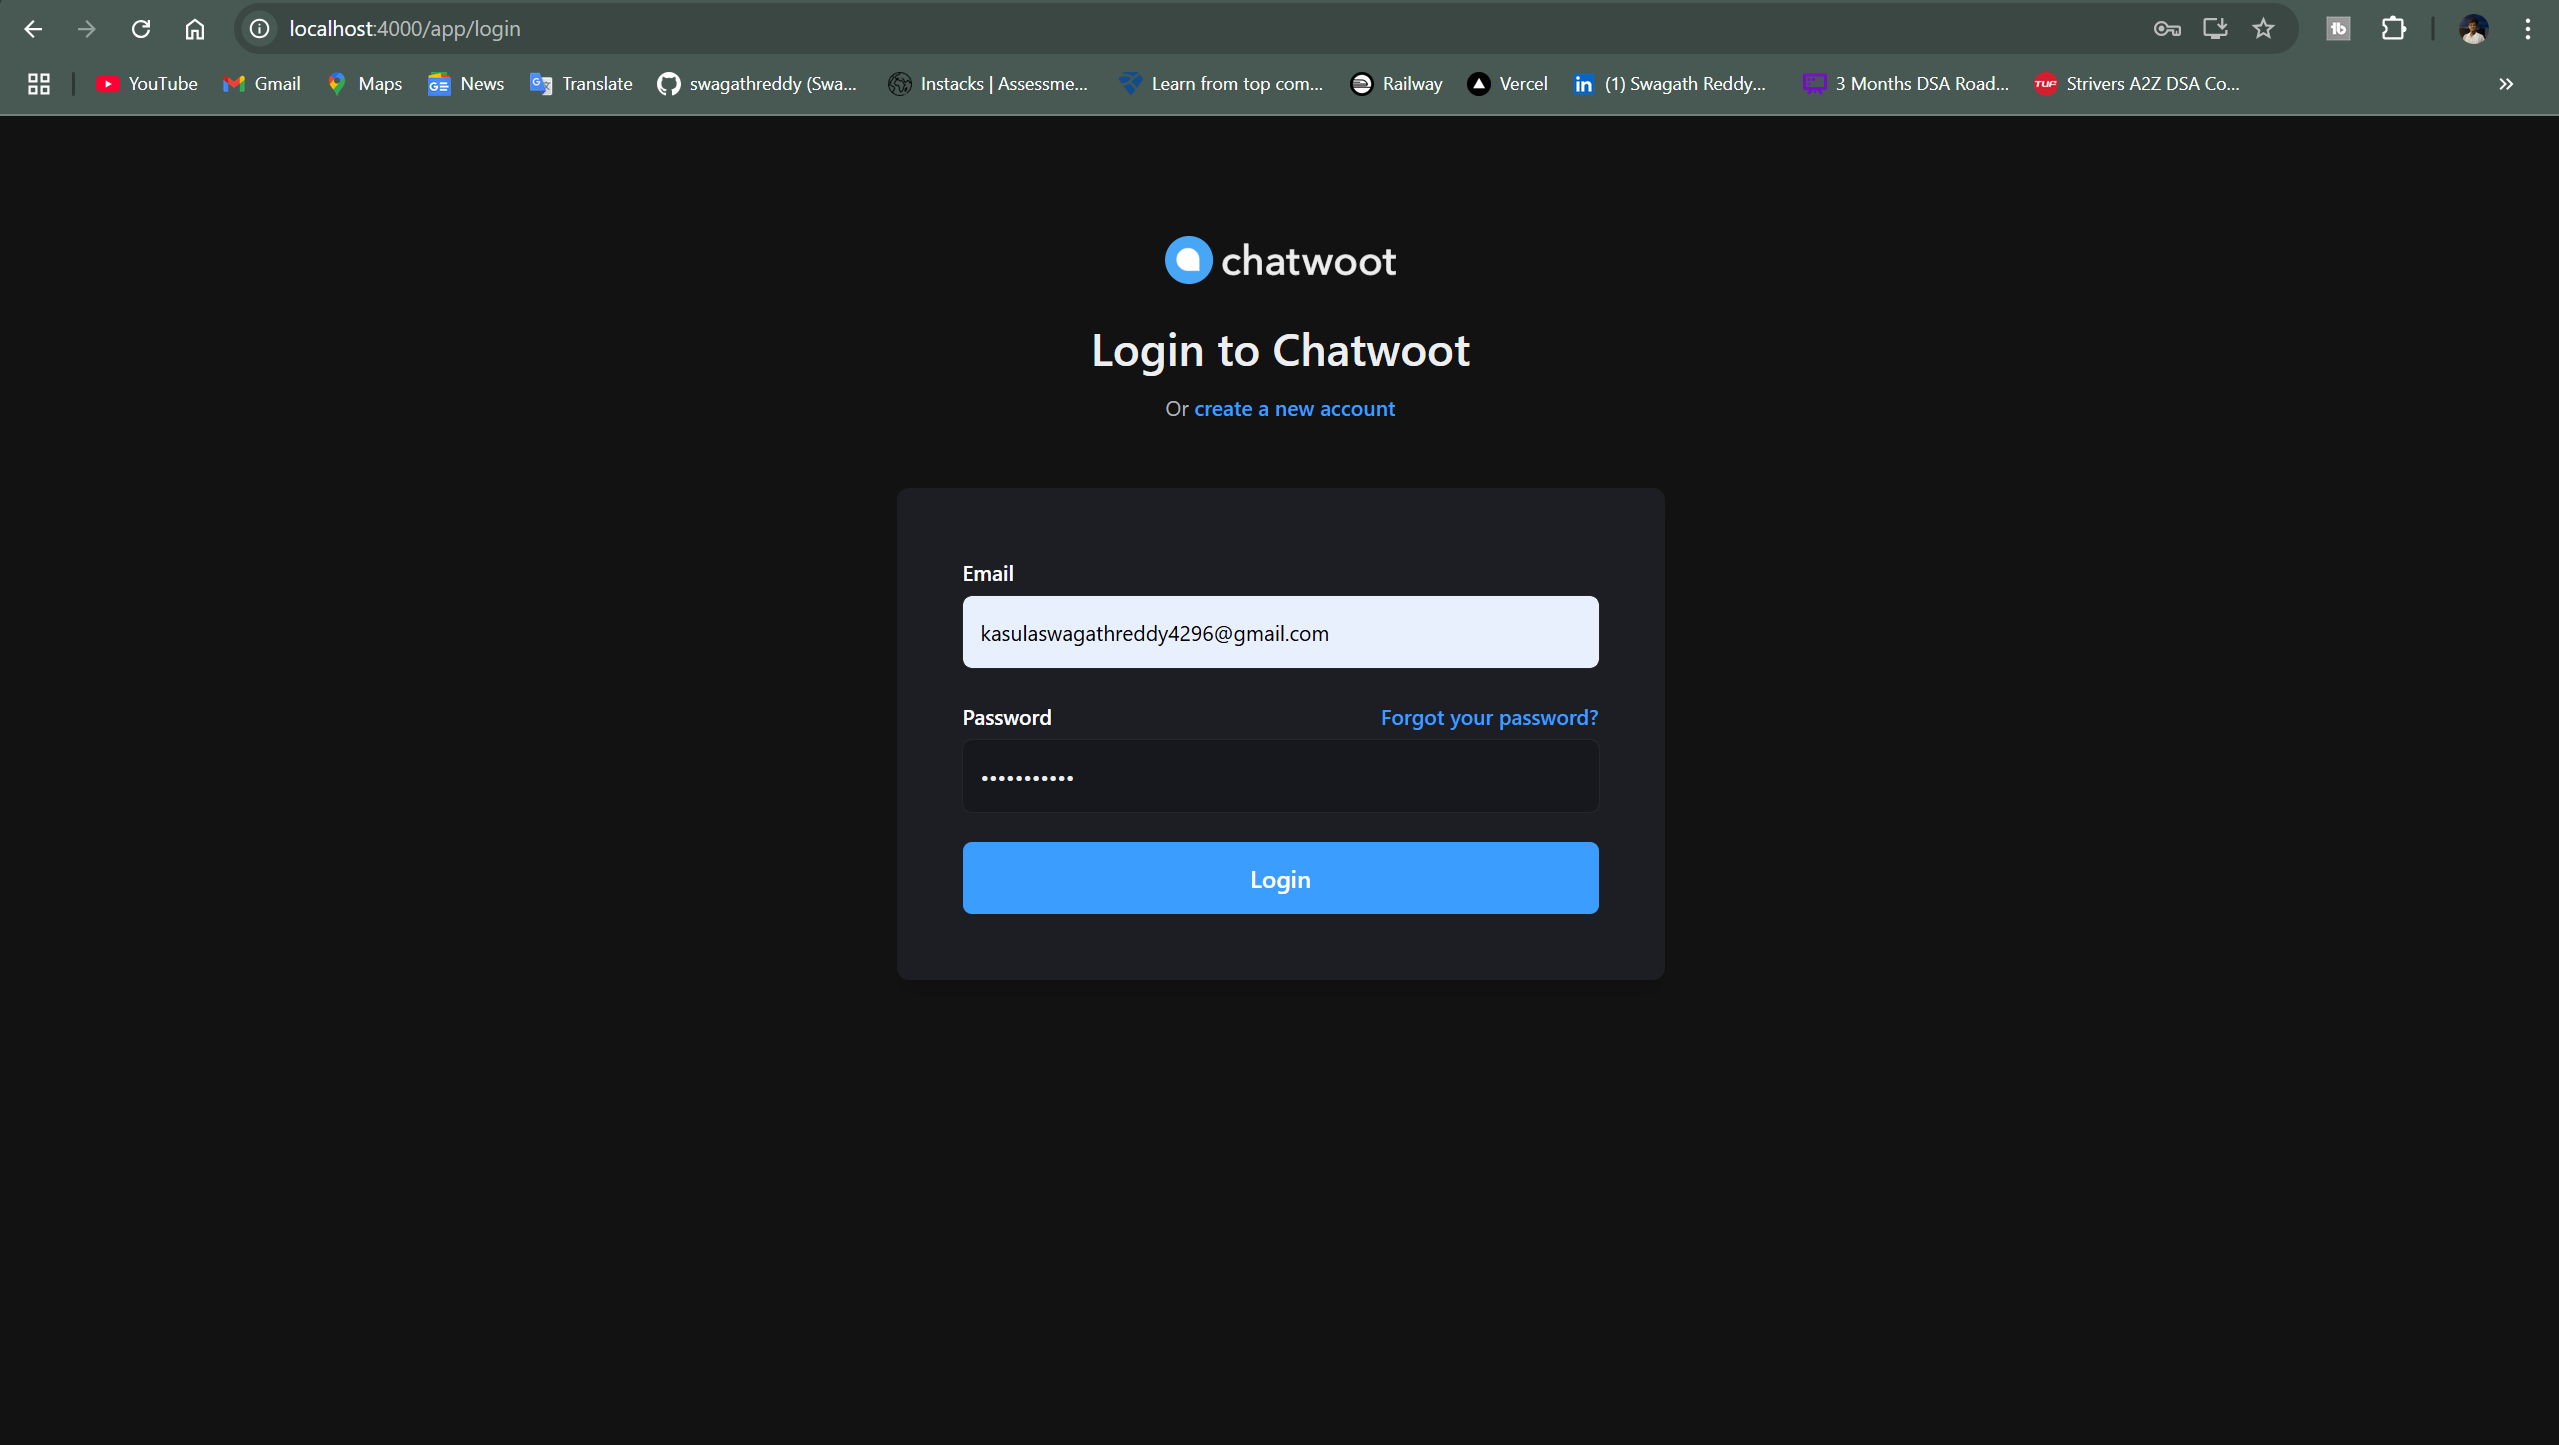 localhost:4000/app/login
YouTube Gmail Maps News Translate swagathreddy (Swa... Instacks | Assessme... Learn from top com... Railway Vercel (1) Swagath Reddy... 3 Months DSA Road... Strivers A2Z DSA Co...
chatwoot
Login to Chatwoot
Or create a new account
Email
kasulaswagathreddy4296@gmail.com
Password Forgot your password?
•••••••••••
Login